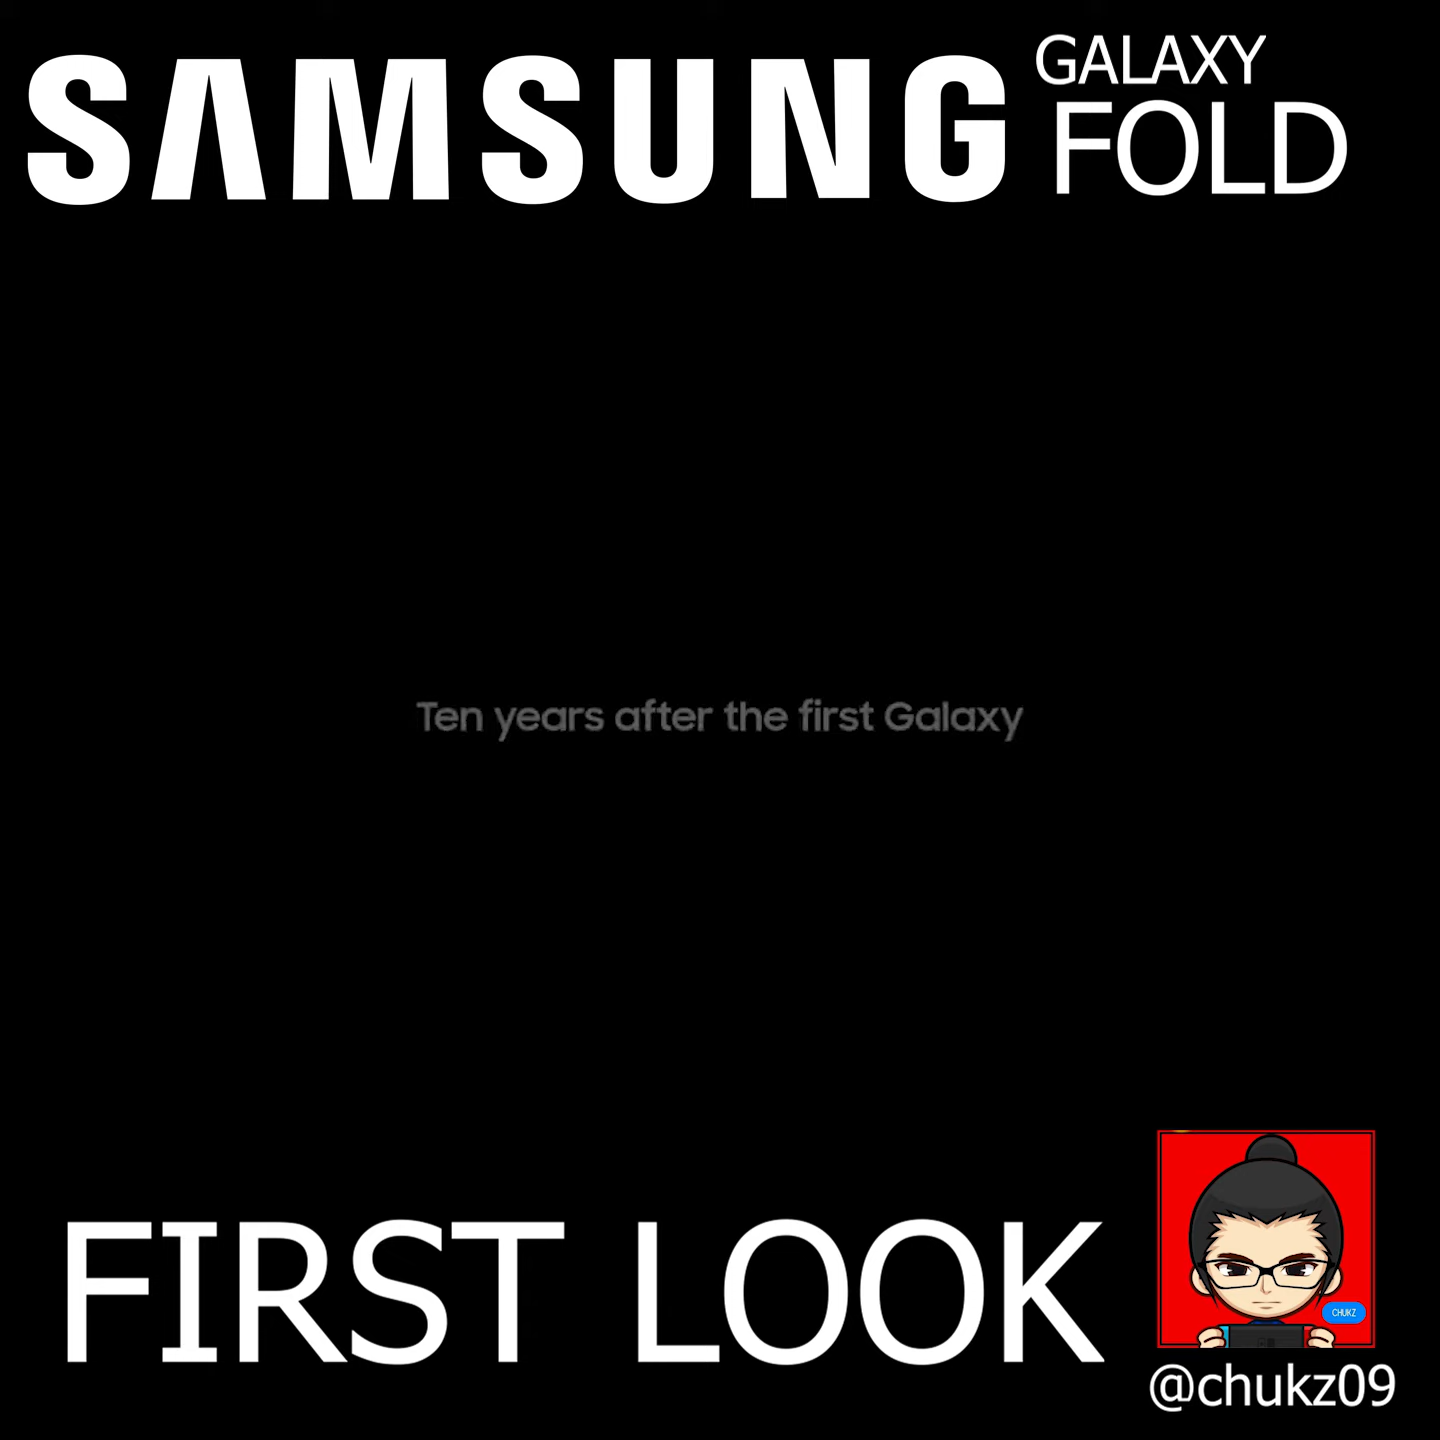 SAMSUNG
GALAXY
FOLD
Ten years after the first Galaxy
FIRST LOOK
CHUKZ
@chukz09